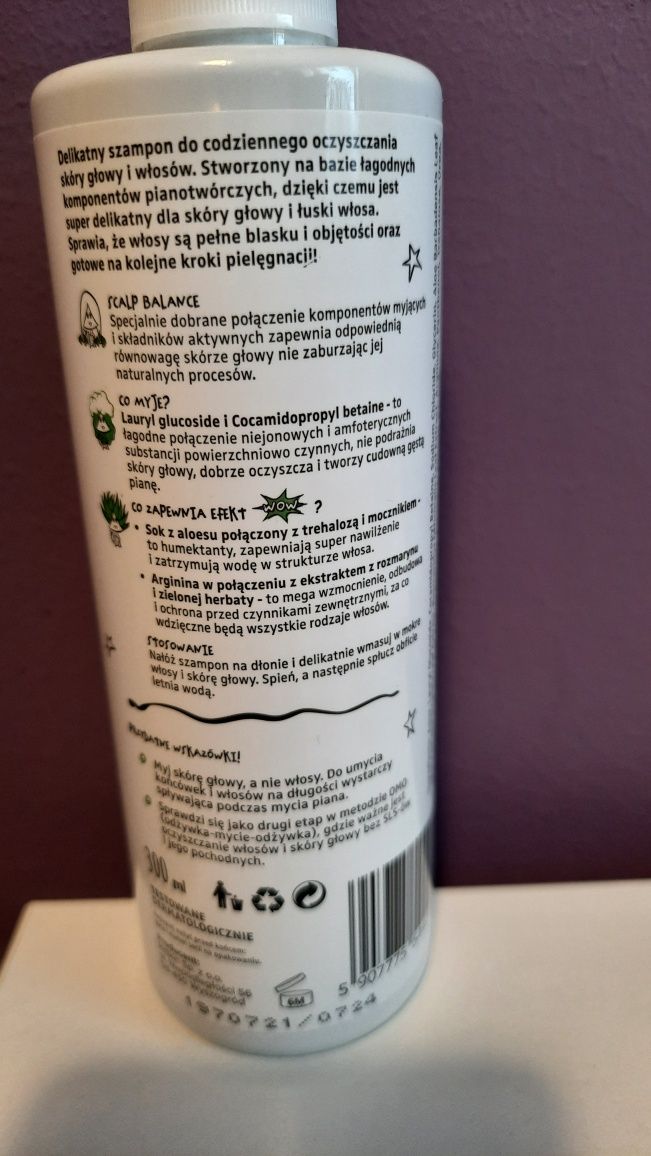 Delikatny szampon do codziennego oczyszczania
skóry głowy i włosów. Stworzony na bazie łagodnych
komponentów pianotwórczych, dzięki czemu jest
super delikatny dla skóry głowy i łuski włosa.
Sprawia, że włosy są pełne blasku i objętości oraz
gotowe na kolejne kroki pielęgnacji!
SCALP BALANCE
Specjalnie dobrane połączenie komponentów myjących
i składników aktywnych zapewnia odpowiednią
równowagę skórze głowy nie zaburzając jej
naturalnych procesów.
CO MYJE?
Lauryl glucoside i Cocamidopropyl betaine - to
łagodne połączenie niejonowych i amfoterycznych
substancji powierzchniowo czynnych, nie podrażnia
skóry głowy, dobrze oczyszcza i tworzy cudowną gęstą
pianę.
CO ZAPEWNIA EFEKT WOW ?
• Sok z aloesu połączony z trehalozą i mocznikiem -
to humektanty, zapewniają super nawilżenie
i zatrzymują wodę w strukturze włosa.
• Arginina w połączeniu z ekstraktem z rozmarynu
i zielonej herbaty - to mega wzmocnienie, odbudowa
i ochrona przed czynnikami zewnętrznymi, za co
wdzięczne będą wszystkie rodzaje włosów.
STOSOWANIE
Nałóż szampon na dłonie i delikatnie wmasuj w mokre
włosy i skórę głowy. Spień, a następnie spłucz obficie
letnią wodą.
PRZYDATNE WSKAZÓWKI!
Myj skórę głowy, a nie włosy. Do umycia
końcówek i włosów na długości wystarczy
spływająca podczas mycia piana.
Sprawdzi się jako drugi etap w metodzie OMO
(odżywka-mycie-odżywka), gdzie ważne jest
oczyszczanie włosów i skóry głowy bez SLS-ów
i jego pochodnych.
300 ml
TESTOWANE
DERMATOLOGICZNIE
6M
5 907775
1970721/0724